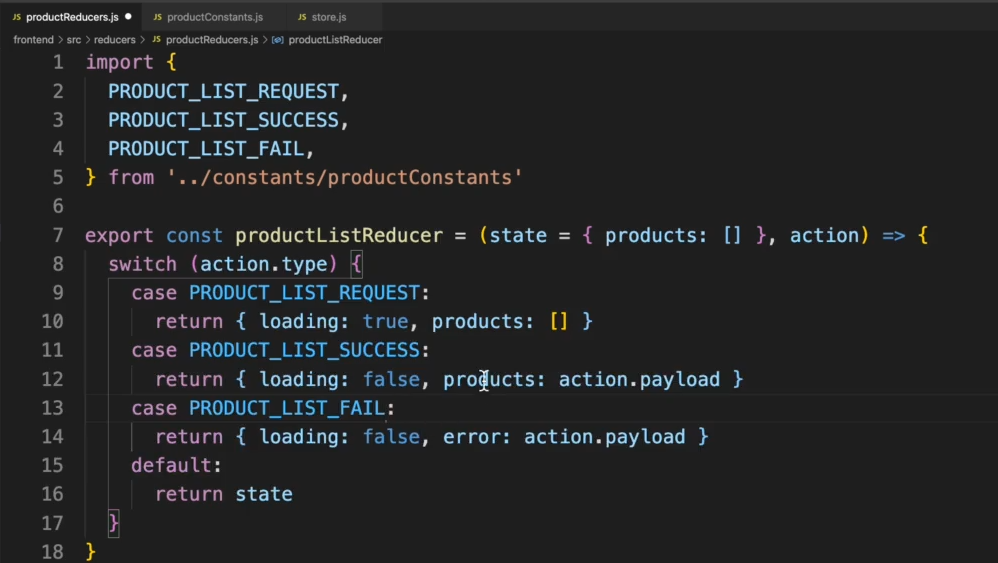 JS productReducers.js ● JS productConstants.js JS store.js
frontend > src > reducers > JS productReducers.js > productListReducer
1 import {
2   PRODUCT_LIST_REQUEST,
3   PRODUCT_LIST_SUCCESS,
4   PRODUCT_LIST_FAIL,
5 } from '../constants/productConstants'
6
7 export const productListReducer = (state = { products: [] }, action) => {
8   switch (action.type) {
9     case PRODUCT_LIST_REQUEST:
10       return { loading: true, products: [] }
11     case PRODUCT_LIST_SUCCESS:
12       return { loading: false, products: action.payload }
13     case PRODUCT_LIST_FAIL:
14       return { loading: false, error: action.payload }
15     default:
16       return state
17   }
18 }